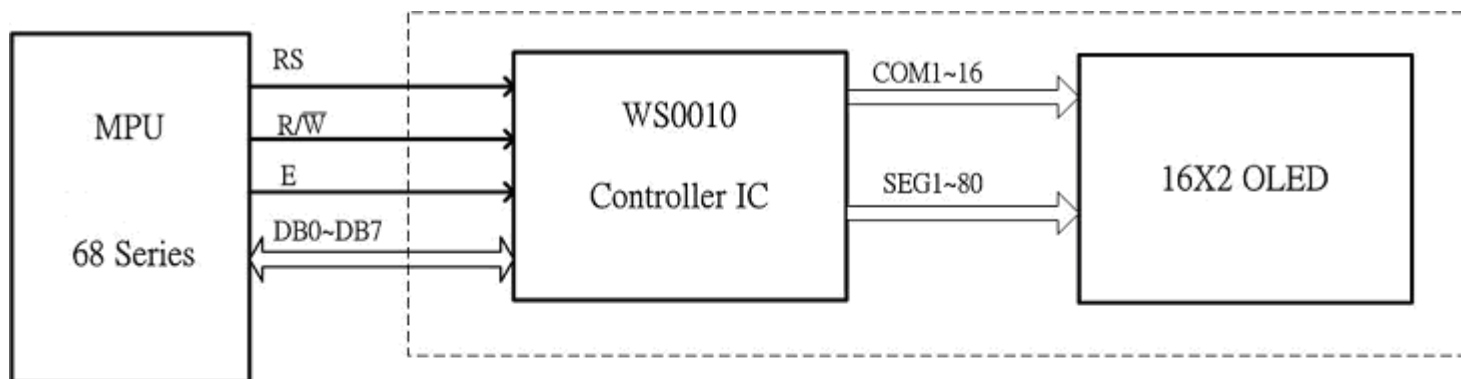 MPU
68 Series
RS
R/W̅
E
DB0~DB7
WS0010
Controller IC
COM1~16
SEG1~80
16X2 OLED